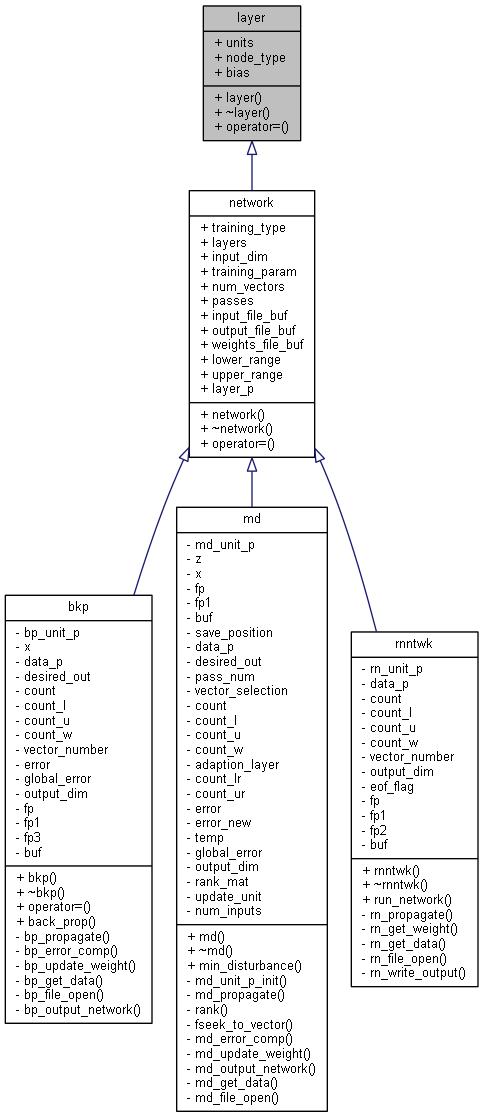 layer
+ units
+ node_type
+ bias
+ layer()
+ ~layer()
+ operator=()
network
+ training_type
+ layers
+ input_dim
+ training_param
+ num_vectors
+ passes
+ input_file_buf
+ output_file_buf
+ weights_file_buf
+ lower_range
+ upper_range
+ layer_p
+ network()
+ ~network()
+ operator=()
bkp
- bp_unit_p
- x
- data_p
- desired_out
- count
- count_l
- count_u
- count_w
- vector_number
- error
- global_error
- output_dim
- fp
- fp1
- fp3
- buf
+ bkp()
+ ~bkp()
+ operator=()
+ back_prop()
- bp_propagate()
- bp_error_comp()
- bp_update_weight()
- bp_get_data()
- bp_file_open()
- bp_output_network()
md
- md_unit_p
- z
- x
- fp
- fp1
- buf
- save_position
- data_p
- desired_out
- pass_num
- vector_selection
- count
- count_l
- count_u
- count_w
- adaption_layer
- count_lr
- count_ur
- error
- error_new
- temp
- global_error
- output_dim
- rank_mat
- update_unit
- num_inputs
+ md()
+ ~md()
+ min_disturbance()
- md_unit_p_init()
- md_propagate()
- rank()
- fseek_to_vector()
- md_error_comp()
- md_update_weight()
- md_output_network()
- md_get_data()
- md_file_open()
rnntwk
- rn_unit_p
- data_p
- count
- count_l
- count_u
- count_w
- vector_number
- output_dim
- eof_flag
- fp
- fp1
- fp2
- buf
+ rnntwk()
+ ~rnntwk()
+ run_network()
- rn_propagate()
- rn_get_weight()
- rn_get_data()
- rn_file_open()
- rn_write_output()